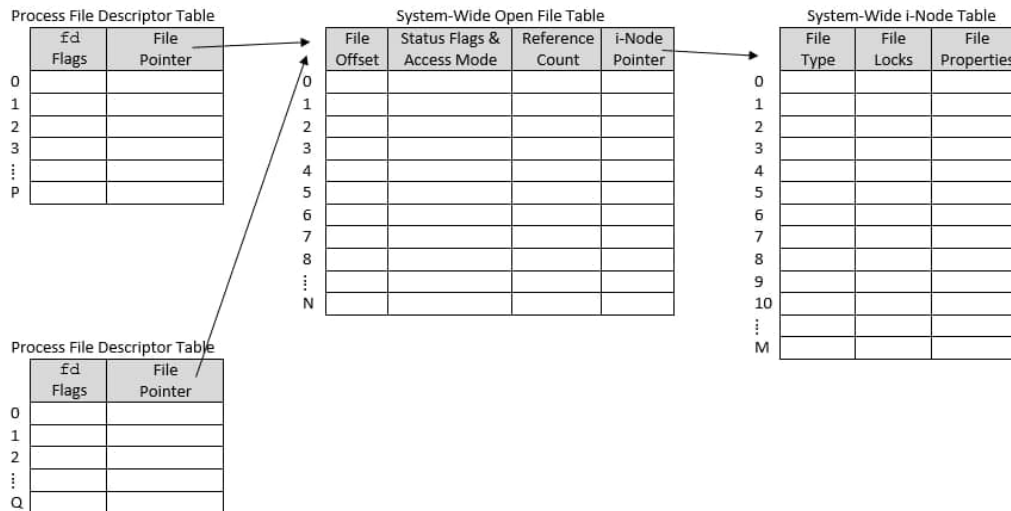 Process File Descriptor Table
fd Flags File Pointer
0
1
2
3
⁞
P
System-Wide Open File Table
File Offset Status Flags & Access Mode Reference Count i-Node Pointer
0
1
2
3
4
5
6
7
8
⁞
N
System-Wide i-Node Table
File Type File Locks File Properties
0
1
2
3
4
5
6
7
8
9
10
⁞
M
Process File Descriptor Table
fd Flags File Pointer
0
1
2
⁞
Q